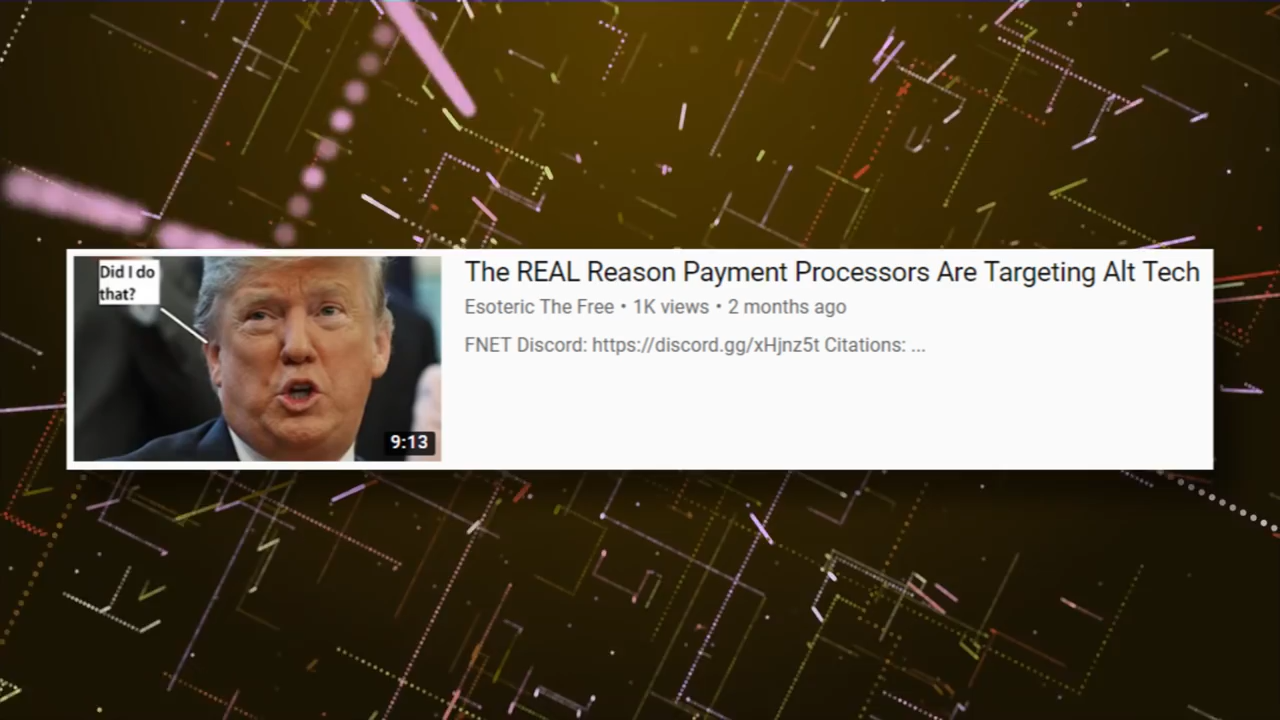 Did I do
that?
9:13
The REAL Reason Payment Processors Are Targeting Alt Tech
Esoteric The Free • 1K views • 2 months ago
FNET Discord: https://discord.gg/xHjnz5t Citations: ...